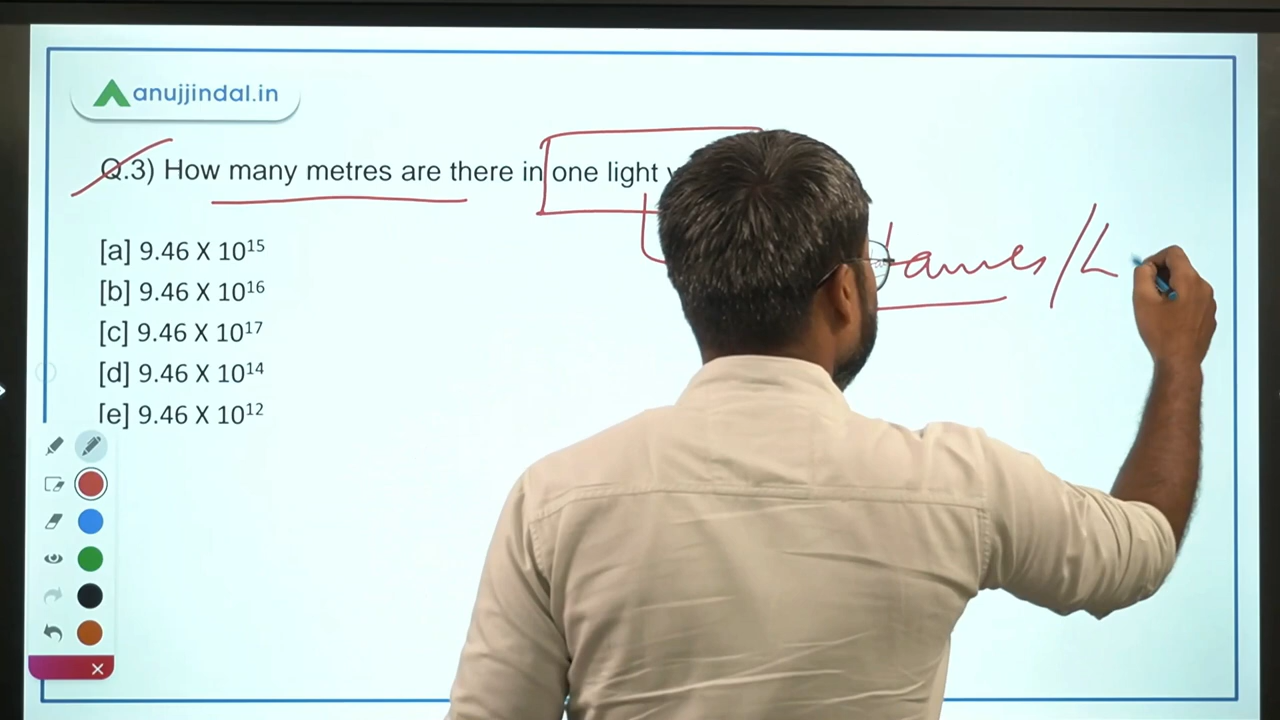 anujjindal.in
Q.3) How many metres are there in one light
[a] 9.46 X 10¹⁵
[b] 9.46 X 10¹⁶
[c] 9.46 X 10¹⁷
[d] 9.46 X 10¹⁴
[e] 9.46 X 10¹²